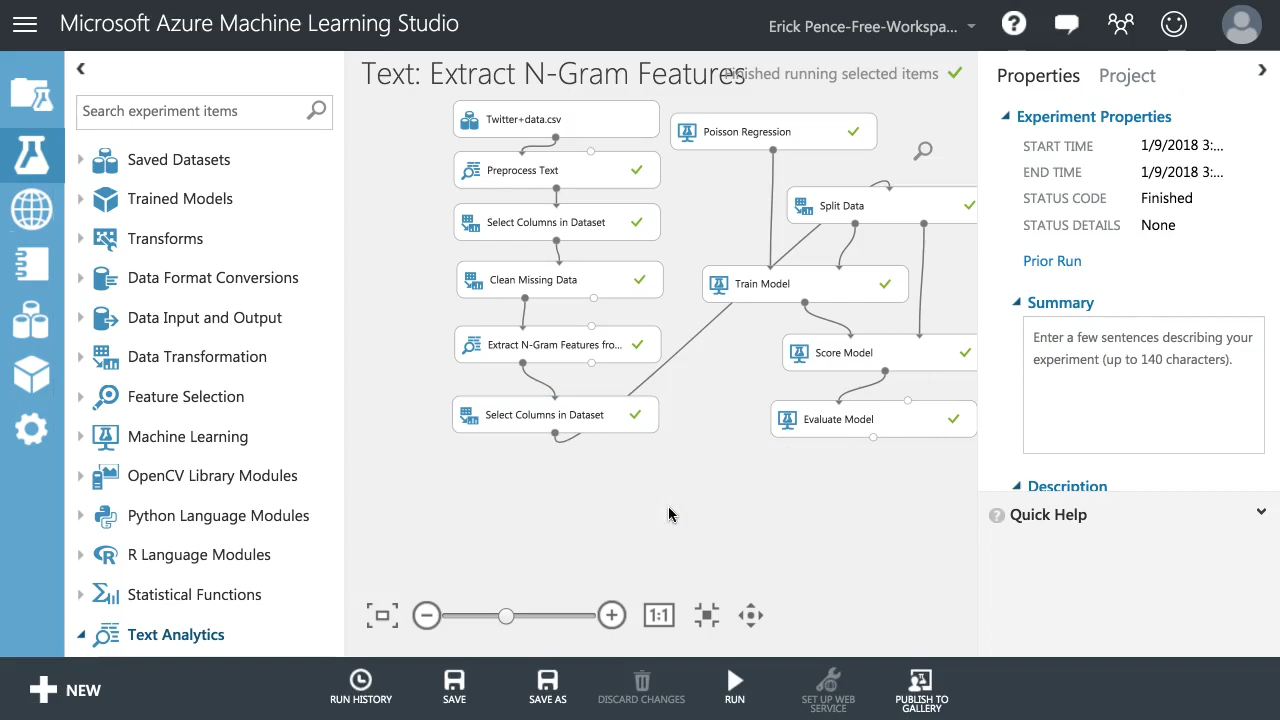 Microsoft Azure Machine Learning Studio
Erick Pence-Free-Workspa...
Search experiment items
Saved Datasets
Trained Models
Transforms
Data Format Conversions
Data Input and Output
Data Transformation
Feature Selection
Machine Learning
OpenCV Library Modules
Python Language Modules
R Language Modules
Statistical Functions
Text Analytics
Text: Extract N-Gram Features
Finished running selected items
Twitter+data.csv
Preprocess Text
Select Columns in Dataset
Clean Missing Data
Extract N-Gram Features fro...
Select Columns in Dataset
Poisson Regression
Split Data
Train Model
Score Model
Evaluate Model
1:1
Properties Project
Experiment Properties
START TIME 1/9/2018 3:...
END TIME 1/9/2018 3:...
STATUS CODE Finished
STATUS DETAILS None
Prior Run
Summary
Enter a few sentences describing your
experiment (up to 140 characters).
Description
Quick Help
NEW
RUN HISTORY
SAVE
SAVE AS
DISCARD CHANGES
RUN
SET UP WEB
SERVICE
PUBLISH TO
GALLERY